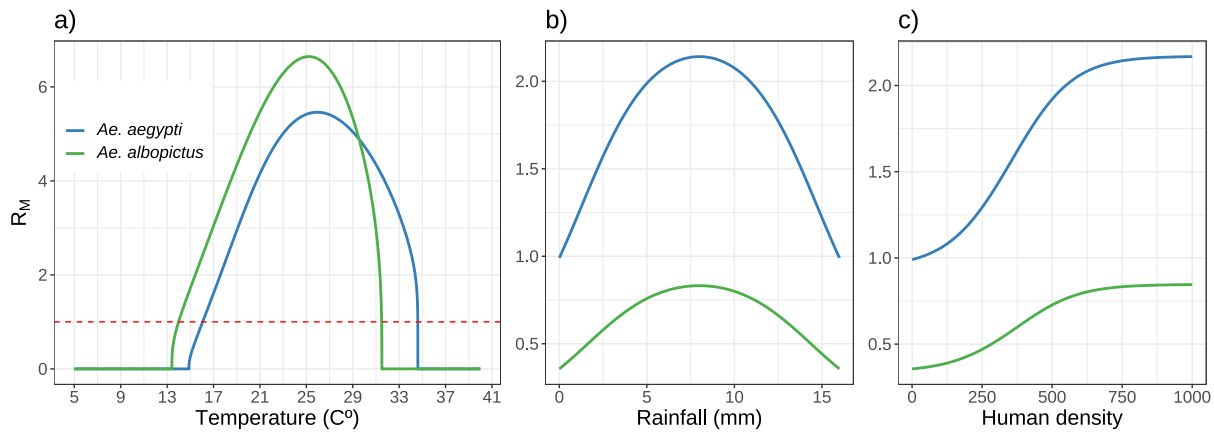 a)
R_M
6
4
2
0
Ae. aegypti
Ae. albopictus
5 9 13 17 21 25 29 33 37 41
Temperature (Cº)
b)
2.0
1.5
1.0
0.5
0 5 10 15
Rainfall (mm)
c)
2.0
1.5
1.0
0.5
0 250 500 750 1000
Human density